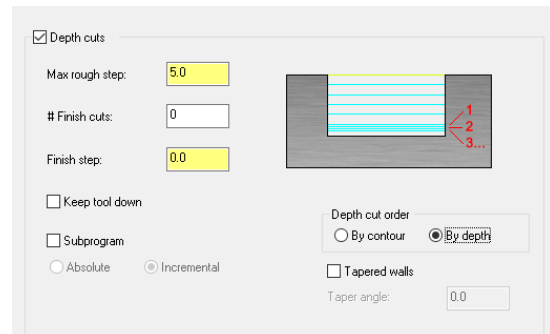 Depth cuts
Max rough step: 5.0
# Finish cuts: 0
Finish step: 0.0
1
2
3...
Keep tool down
Subprogram
Absolute Incremental
Depth cut order
By contour By depth
Tapered walls
Taper angle: 0.0